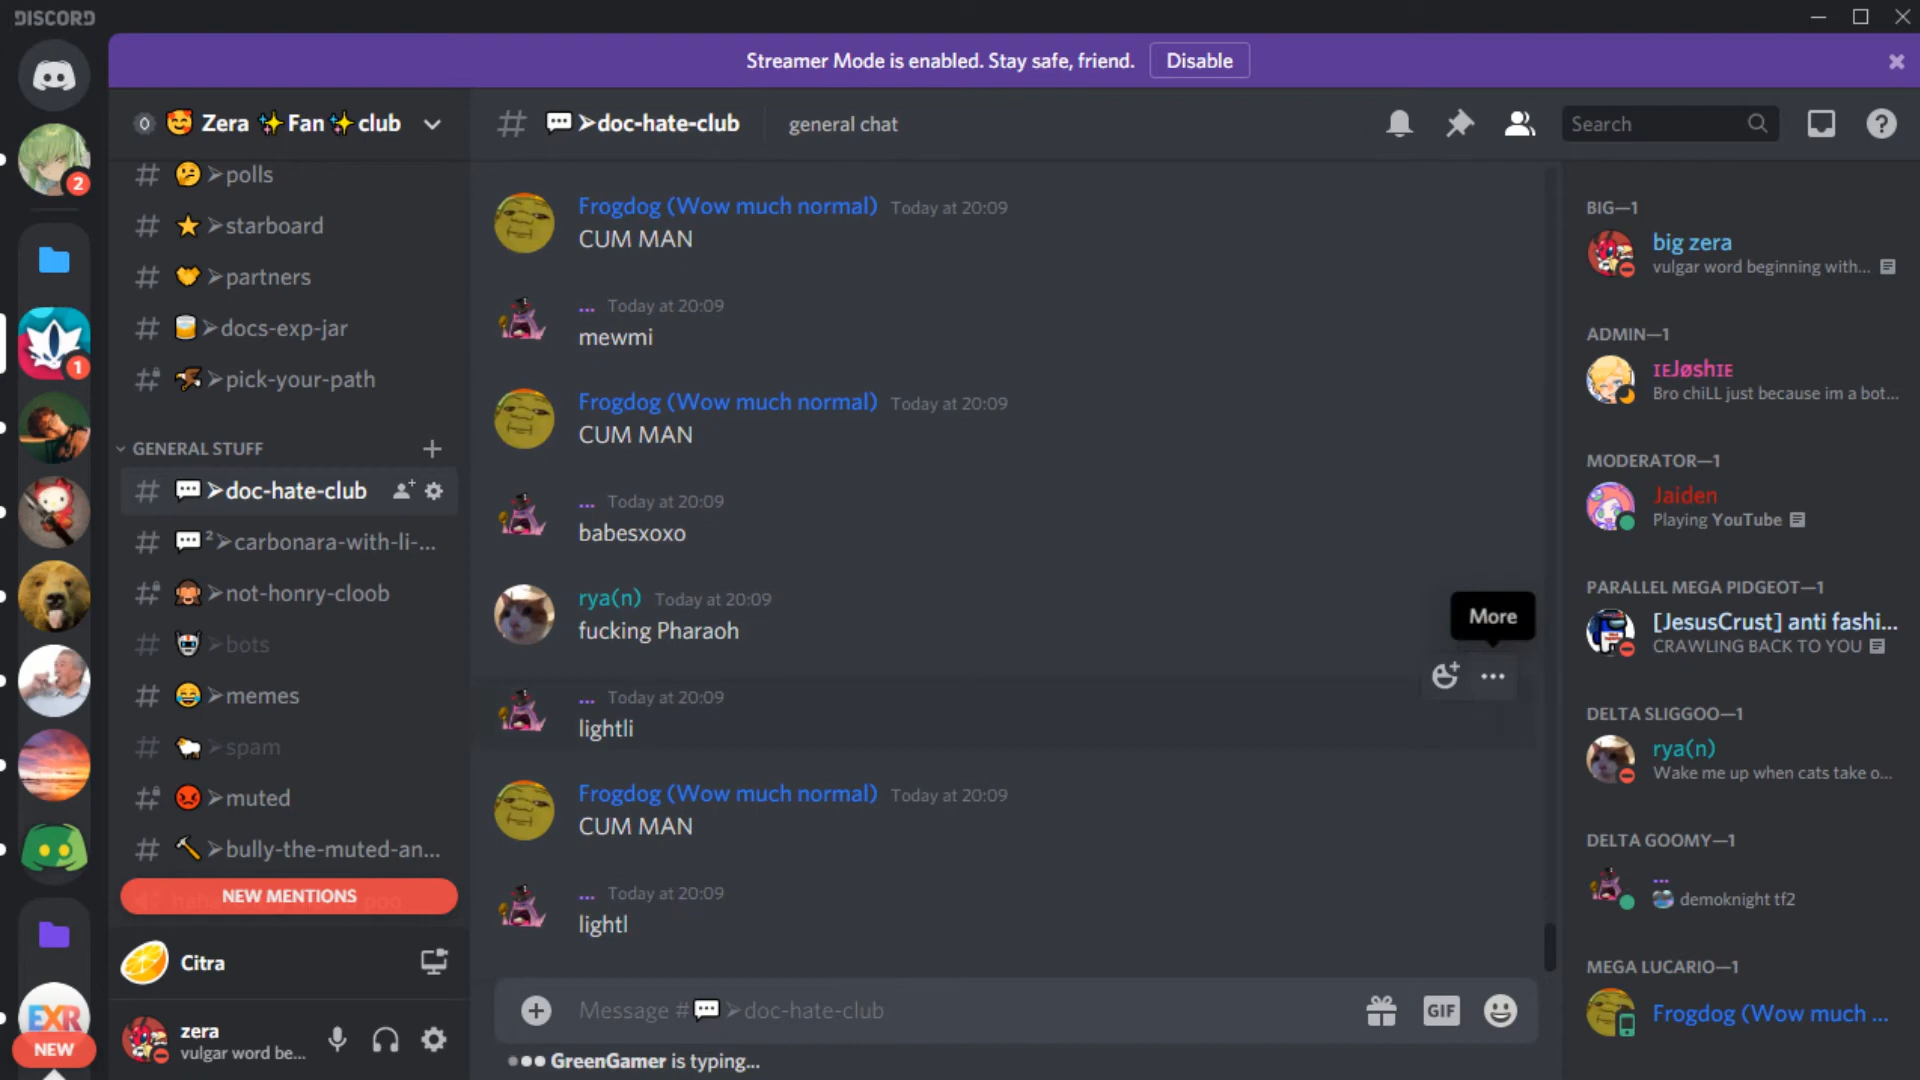 DISCORD
Streamer Mode is enabled. Stay safe, friend. Disable
Zera ✨Fan✨club
➢polls
➢starboard
➢partners
➢docs-exp-jar
➢pick-your-path
GENERAL STUFF
➢doc-hate-club
²➢carbonara-with-li-...
➢not-honry-cloob
➢bots
➢memes
➢spam
➢muted
➢bully-the-muted-an...
NEW MENTIONS
Citra
zera
vulgar word be...
2
1
EXR
NEW
# 💬➢doc-hate-club general chat
Search
Frogdog (Wow much normal) Today at 20:09
CUM MAN
... Today at 20:09
mewmi
Frogdog (Wow much normal) Today at 20:09
CUM MAN
... Today at 20:09
babesxoxo
rya(n) Today at 20:09
fucking Pharaoh
More
... Today at 20:09
lightli
Frogdog (Wow much normal) Today at 20:09
CUM MAN
... Today at 20:09
lightl
Message #💬➢doc-hate-club
GIF
GreenGamer is typing...
BIG—1
big zera
vulgar word beginning with...
ADMIN—1
ɪᴇJøshɪᴇ
Bro chiLL just because im a bot...
MODERATOR—1
Jaiden
Playing YouTube
PARALLEL MEGA PIDGEOT—1
[JesusCrust] anti fashi...
CRAWLING BACK TO YOU
DELTA SLIGGOO—1
rya(n)
Wake me up when cats take o...
DELTA GOOMY—1
...
demoknight tf2
MEGA LUCARIO—1
Frogdog (Wow much ...